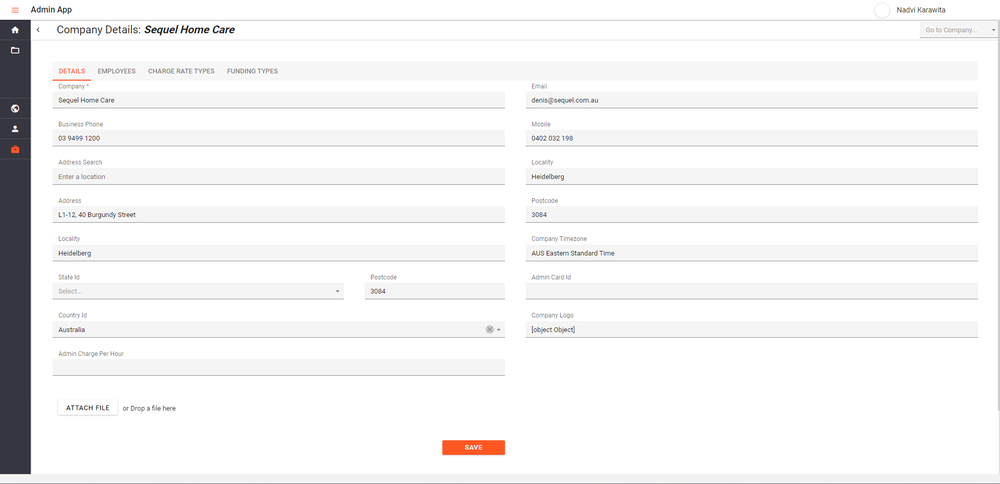 Admin App
Nadvi Karawita
Company Details: Sequel Home Care
Go to Company...
DETAILS EMPLOYEES CHARGE RATE TYPES FUNDING TYPES
Company *
Sequel Home Care
Email
denis@sequel.com.au
Business Phone
03 9499 1200
Mobile
0402 032 198
Address Search
Enter a location
Locality
Heidelberg
Address
L1-12, 40 Burgundy Street
Postcode
3084
Locality
Heidelberg
Company Timezone
AUS Eastern Standard Time
State Id
Select...
Postcode
3084
Admin Card Id
Country Id
Australia
Company Logo
[object Object]
Admin Charge Per Hour
ATTACH FILE or Drop a file here
SAVE